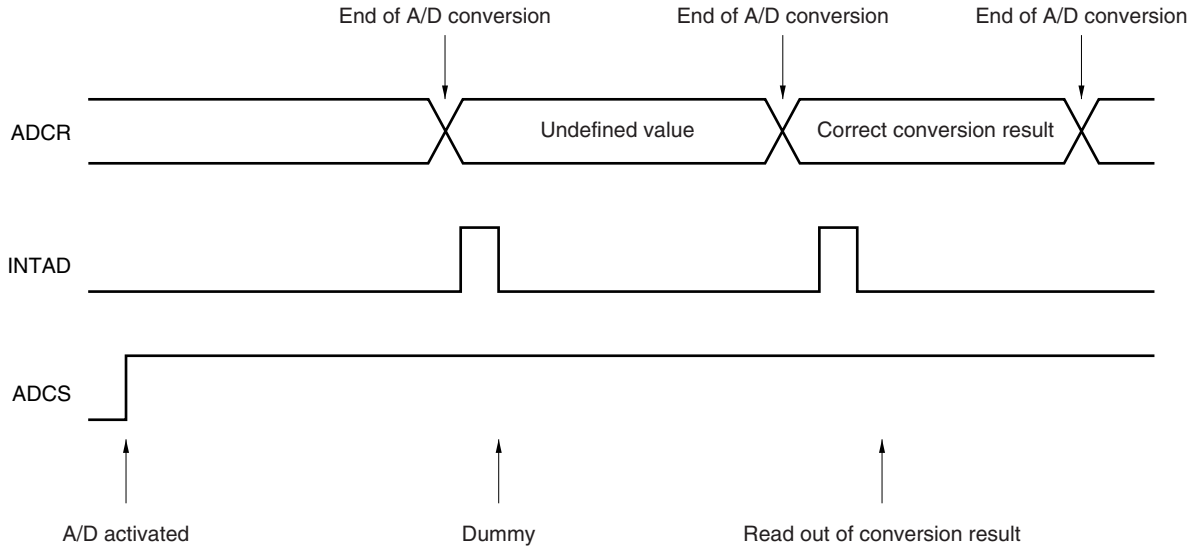 End of A/D conversion
End of A/D conversion
End of A/D conversion
ADCR
Undefined value
Correct conversion result
INTAD
ADCS
A/D activated
Dummy
Read out of conversion result